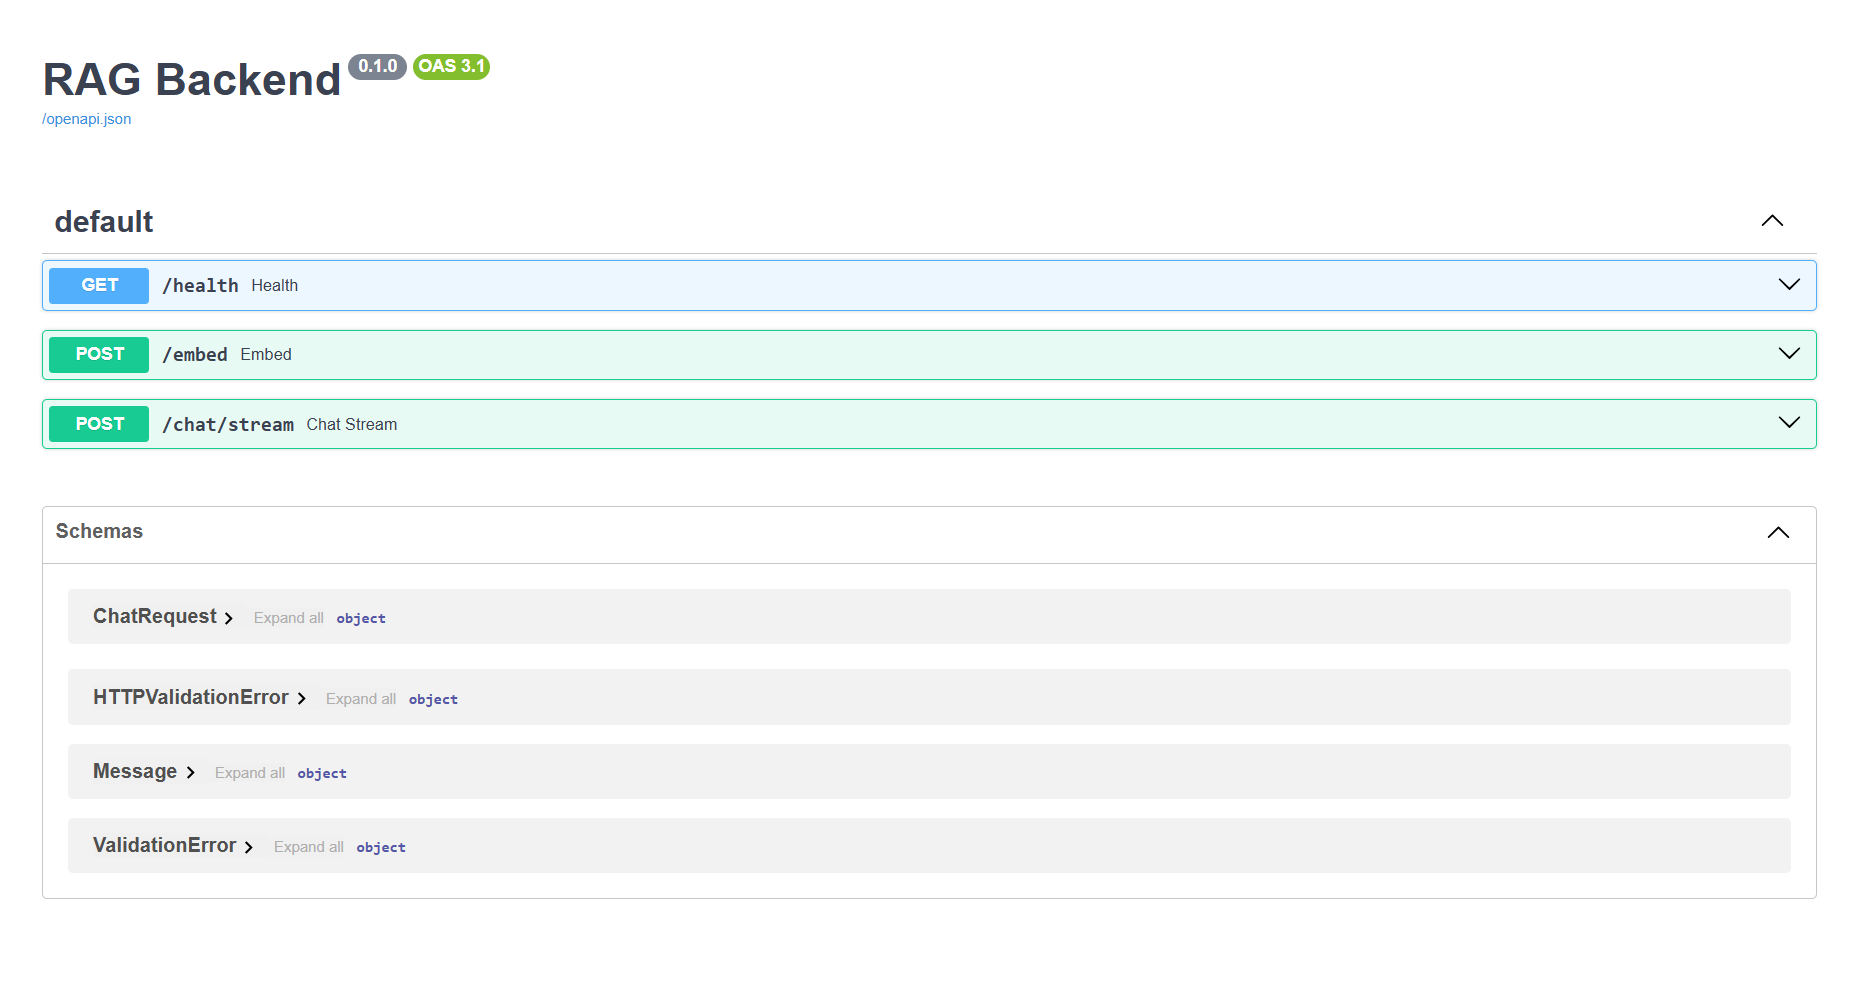 RAG Backend 0.1.0 OAS 3.1
/openapi.json
default
GET /health Health
POST /embed Embed
POST /chat/stream Chat Stream
Schemas
ChatRequest Expand all object
HTTPValidationError Expand all object
Message Expand all object
ValidationError Expand all object